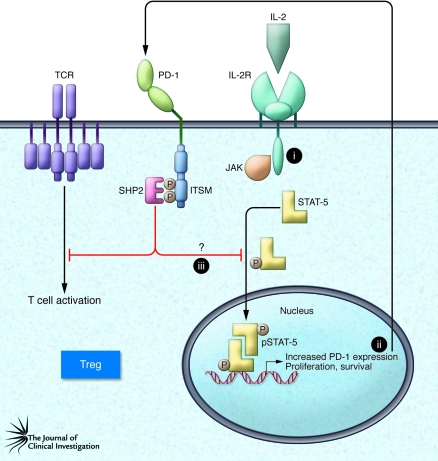 IL-2
TCR
PD-1
IL-2R
i
JAK
SHP2
P
P
ITSM
STAT-5
?
iii
P
T cell activation
Nucleus
P
pSTAT-5
ii
Increased PD-1 expression
Proliferation, survival
P
Treg
The Journal of
Clinical Investigation